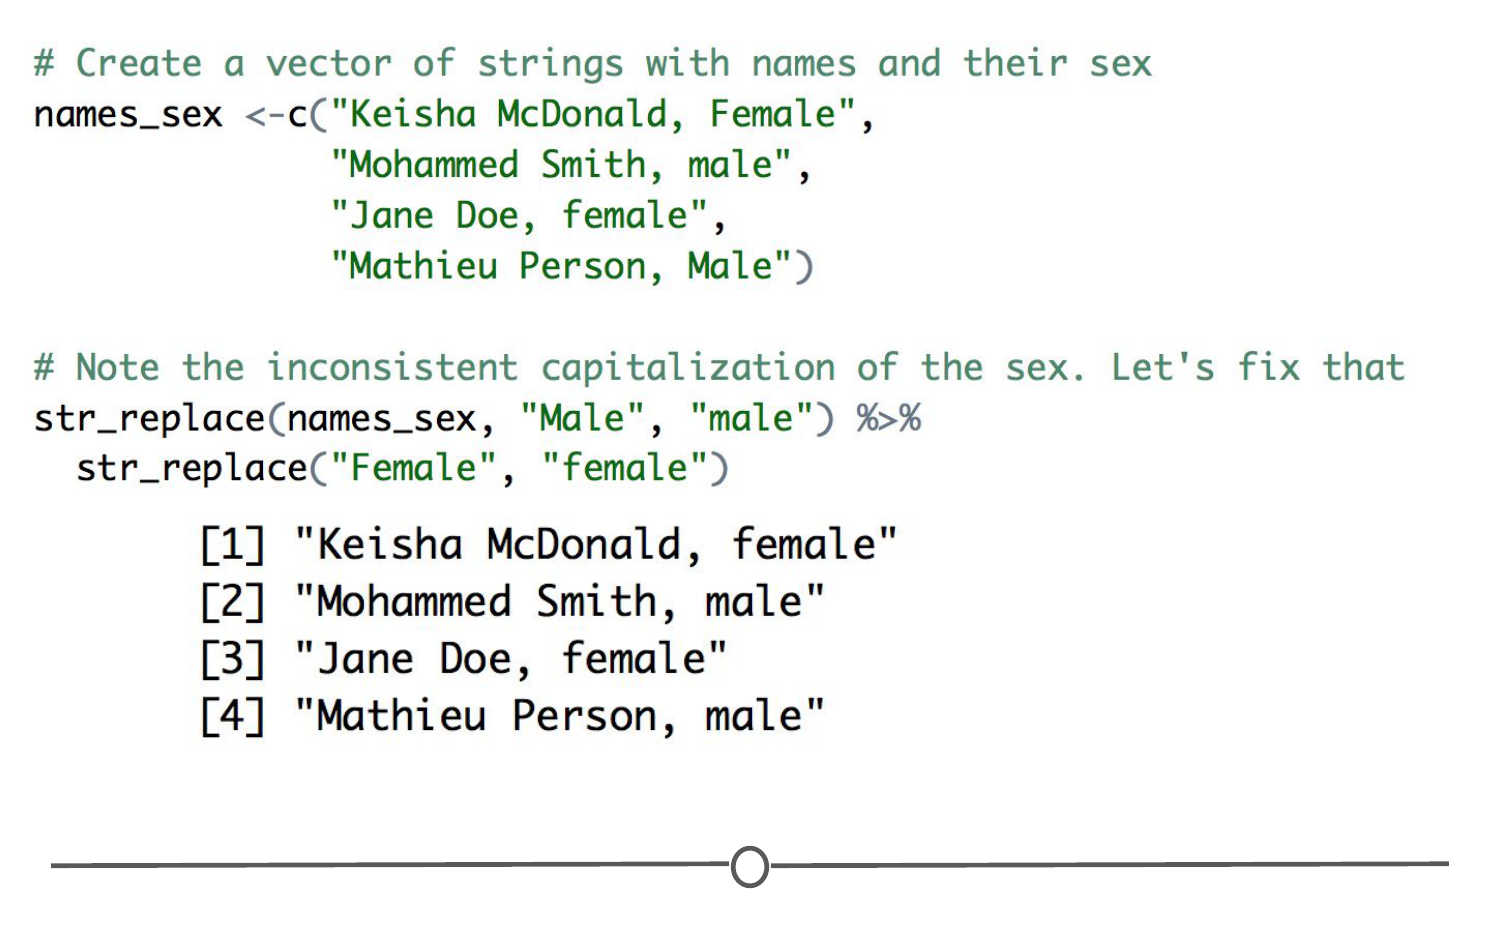 # Create a vector of strings with names and their sex
names_sex <-c("Keisha McDonald, Female",
"Mohammed Smith, male",
"Jane Doe, female",
"Mathieu Person, Male")
# Note the inconsistent capitalization of the sex. Let's fix that
str_replace(names_sex, "Male", "male") %>%
str_replace("Female", "female")
[1] "Keisha McDonald, female"
[2] "Mohammed Smith, male"
[3] "Jane Doe, female"
[4] "Mathieu Person, male"